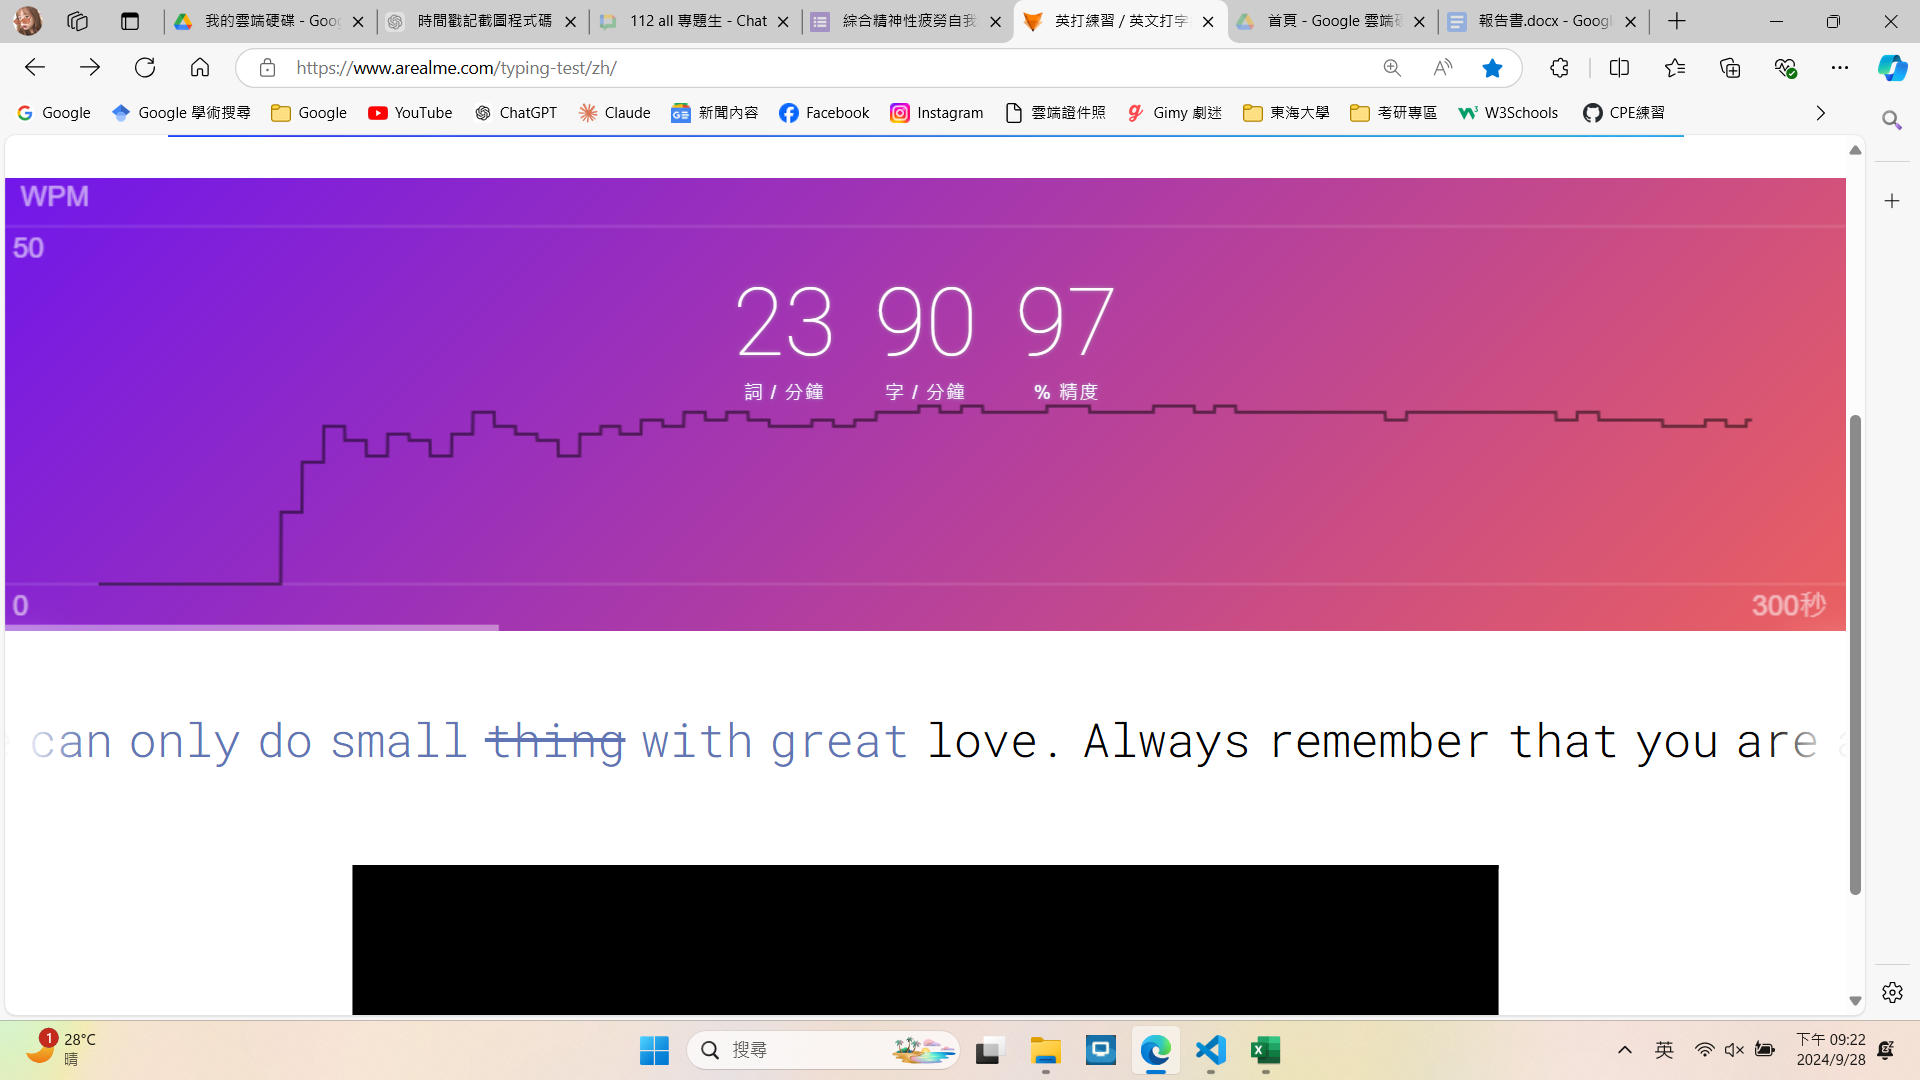 我的雲端硬碟 - Goog
時間戳記截圖程式碼
112 all 專題生 - Chat
綜合精神性疲勞自我
英打練習 / 英文打字
首頁 - Google 雲端硬
報告書.docx - Googl
https://www.arealme.com/typing-test/zh/
Google
Google 學術搜尋
Google
YouTube
ChatGPT
Claude
新聞內容
Facebook
Instagram
雲端證件照
Gimy 劇迷
東海大學
考研專區
W3Schools
CPE練習
WPM
50
23 90 97
詞 / 分鐘 字 / 分鐘 % 精度
0
300秒
can only do small thing with great love. Always remember that you are a
1
28°C
晴
搜尋
英
下午 09:22
2024/9/28